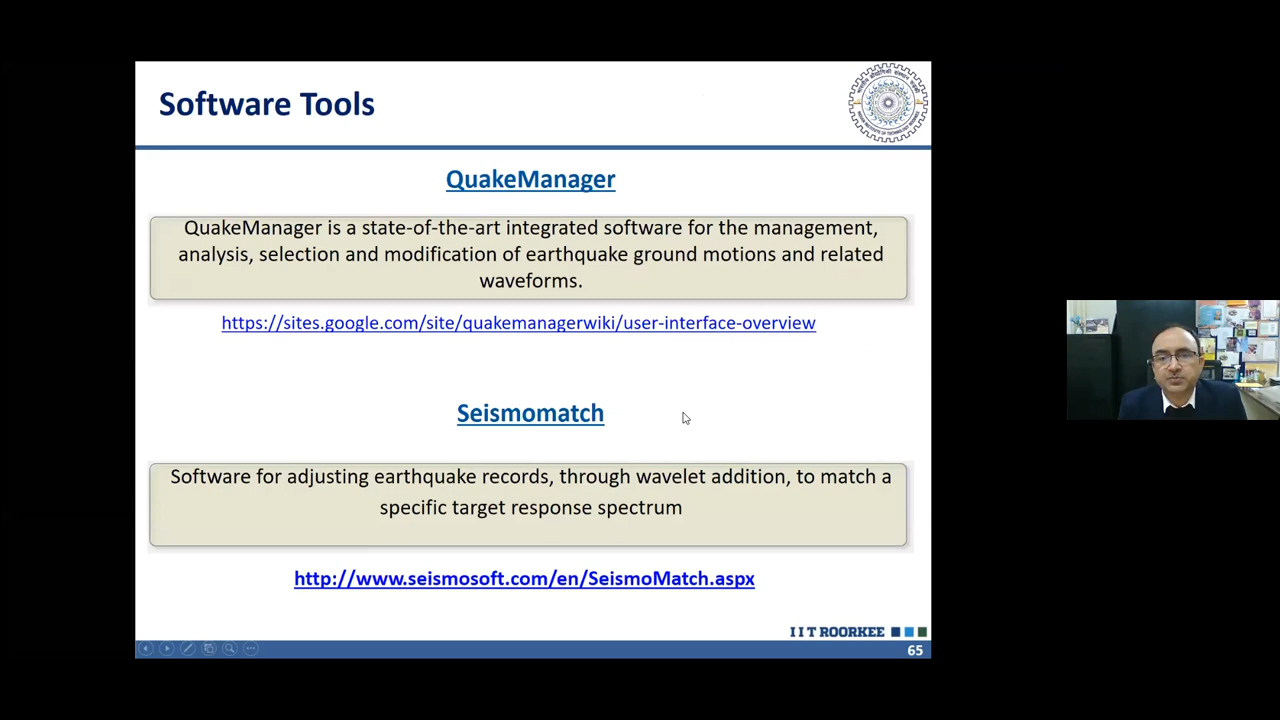 Software Tools
QuakeManager
QuakeManager is a state-of-the-art integrated software for the management,
analysis, selection and modification of earthquake ground motions and related
waveforms.
https://sites.google.com/site/quakemanagerwiki/user-interface-overview
Seismomatch
Software for adjusting earthquake records, through wavelet addition, to match a
specific target response spectrum
http://www.seismosoft.com/en/SeismoMatch.aspx
I I T ROORKEE
65